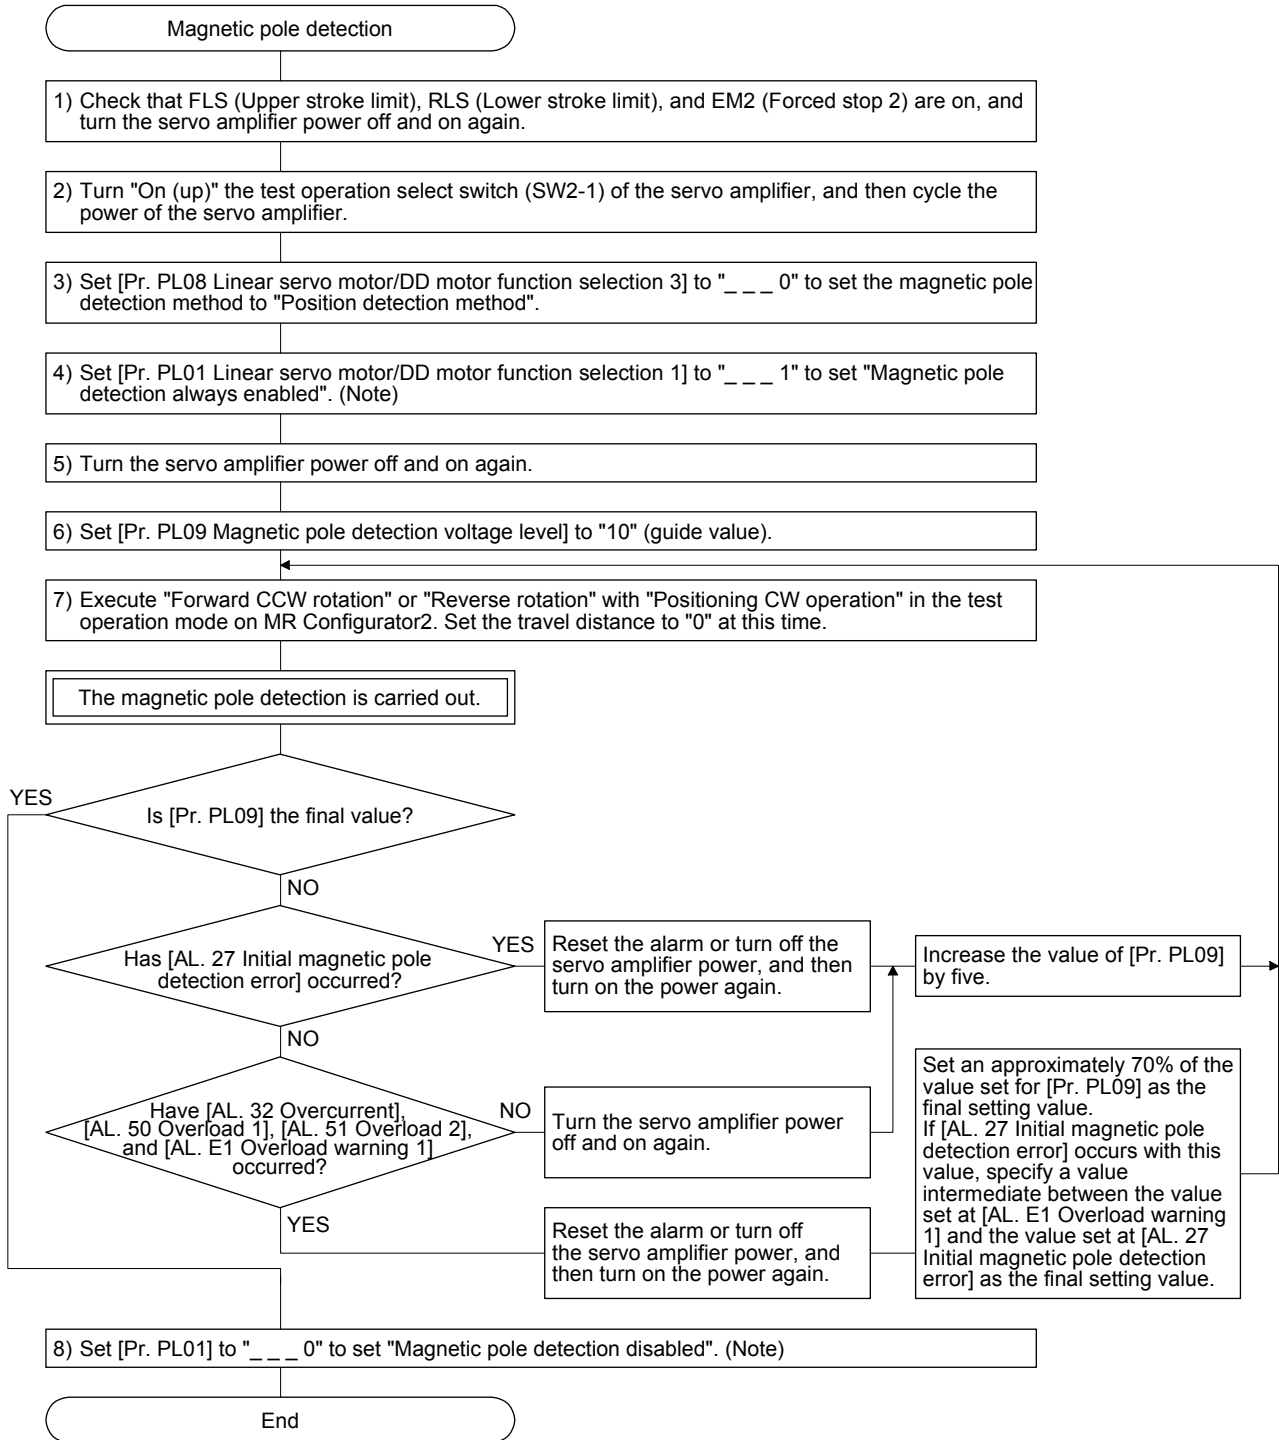 Magnetic pole detection
1) Check that FLS (Upper stroke limit), RLS (Lower stroke limit), and EM2 (Forced stop 2) are on, and
turn the servo amplifier power off and on again.
2) Turn "On (up)" the test operation select switch (SW2-1) of the servo amplifier, and then cycle the
power of the servo amplifier.
3) Set [Pr. PL08 Linear servo motor/DD motor function selection 3] to "_ _ _ 0" to set the magnetic pole
detection method to "Position detection method".
4) Set [Pr. PL01 Linear servo motor/DD motor function selection 1] to "_ _ _ 1" to set "Magnetic pole
detection always enabled". (Note)
5) Turn the servo amplifier power off and on again.
6) Set [Pr. PL09 Magnetic pole detection voltage level] to "10" (guide value).
7) Execute "Forward CCW rotation" or "Reverse rotation" with "Positioning CW operation" in the test
operation mode on MR Configurator2. Set the travel distance to "0" at this time.
The magnetic pole detection is carried out.
YES
Is [Pr. PL09] the final value?
NO
Has [AL. 27 Initial magnetic pole
detection error] occurred?
YES
Reset the alarm or turn off the
servo amplifier power, and then
turn on the power again.
Increase the value of [Pr. PL09]
by five.
NO
Have [AL. 32 Overcurrent],
[AL. 50 Overload 1], [AL. 51 Overload 2],
and [AL. E1 Overload warning 1]
occurred?
NO
Turn the servo amplifier power
off and on again.
Set an approximately 70% of the
value set for [Pr. PL09] as the
final setting value.
If [AL. 27 Initial magnetic pole
detection error] occurs with this
value, specify a value
intermediate between the value
set at [AL. E1 Overload warning
1] and the value set at [AL. 27
Initial magnetic pole detection
error] as the final setting value.
YES
Reset the alarm or turn off
the servo amplifier power, and
then turn on the power again.
8) Set [Pr. PL01] to "_ _ _ 0" to set "Magnetic pole detection disabled". (Note)
End